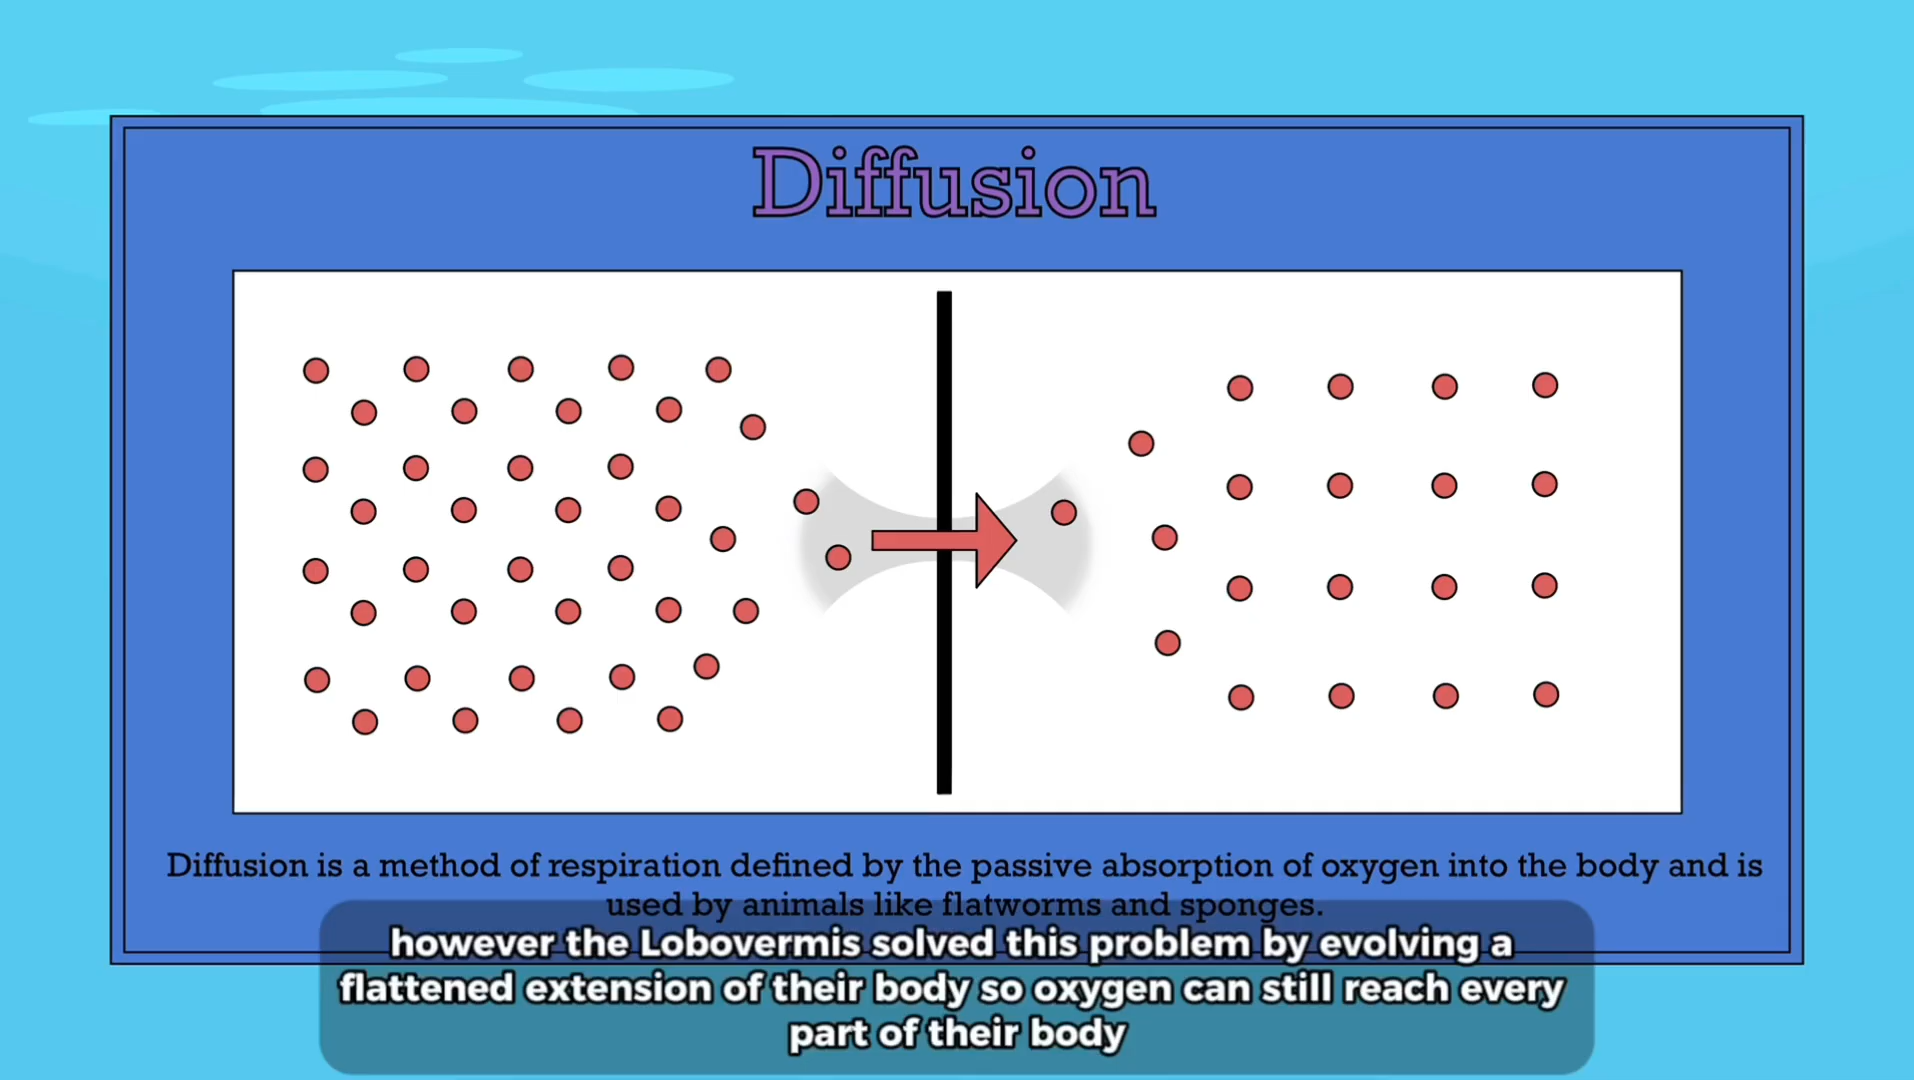 Diffusion
Diffusion is a method of respiration defined by the passive absorption of oxygen into the body and is
used by animals like flatworms and sponges.
however the Lobovermis solved this problem by evolving a
flattened extension of their body so oxygen can still reach every
part of their body